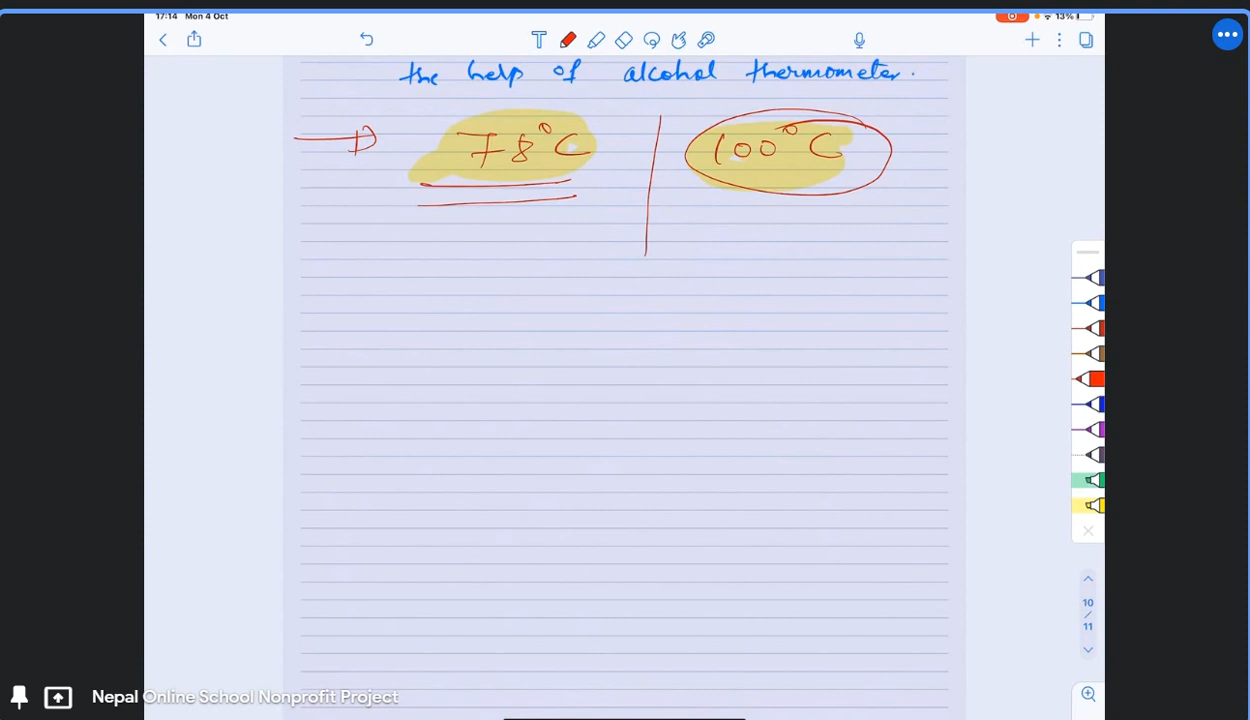 17:14 Mon 4 Oct
13%
T
the help of alcohol thermometer.
78°C
100°C
10
/
11
Nepal Online School Nonprofit Project